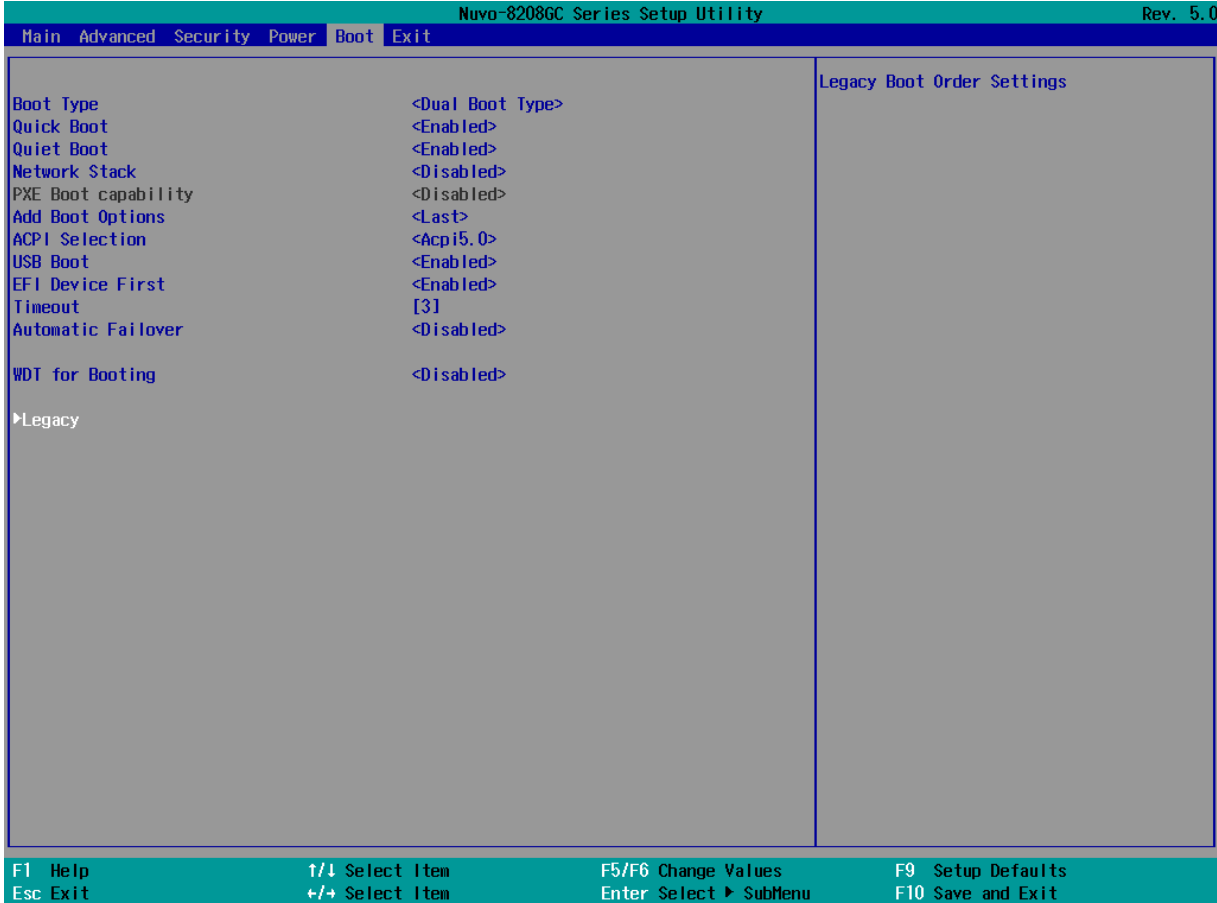 Nuvo-8208GC Series Setup Utility Rev. 5.0
Main Advanced Security Power Boot Exit
Legacy Boot Order Settings
Boot Type <Dual Boot Type>
Quick Boot <Enabled>
Quiet Boot <Enabled>
Network Stack <Disabled>
PXE Boot capability <Disabled>
Add Boot Options <Last>
ACPI Selection <Acpi5.0>
USB Boot <Enabled>
EFI Device First <Enabled>
Timeout [3]
Automatic Failover <Disabled>
WDT for Booting <Disabled>
▶Legacy
F1 Help ↑/↓ Select Item F5/F6 Change Values F9 Setup Defaults
Esc Exit ←/→ Select Item Enter Select ▶ SubMenu F10 Save and Exit